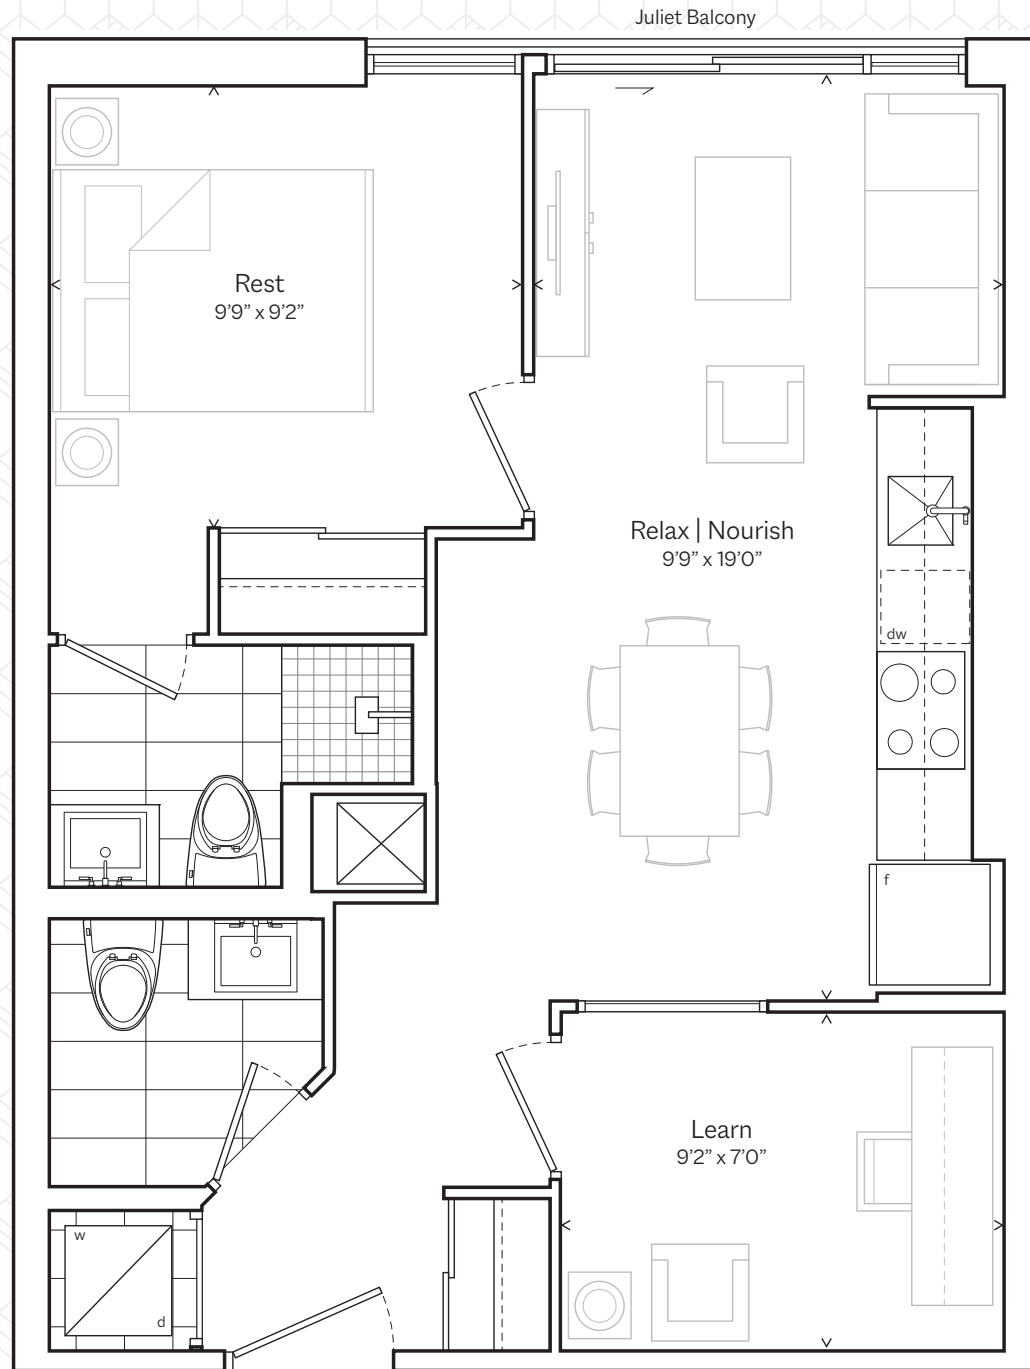 Juliet Balcony
Rest
9’9” x 9’2”
Relax | Nourish
9’9” x 19’0”
dw
f
Learn
9’2” x 7’0”
w
d